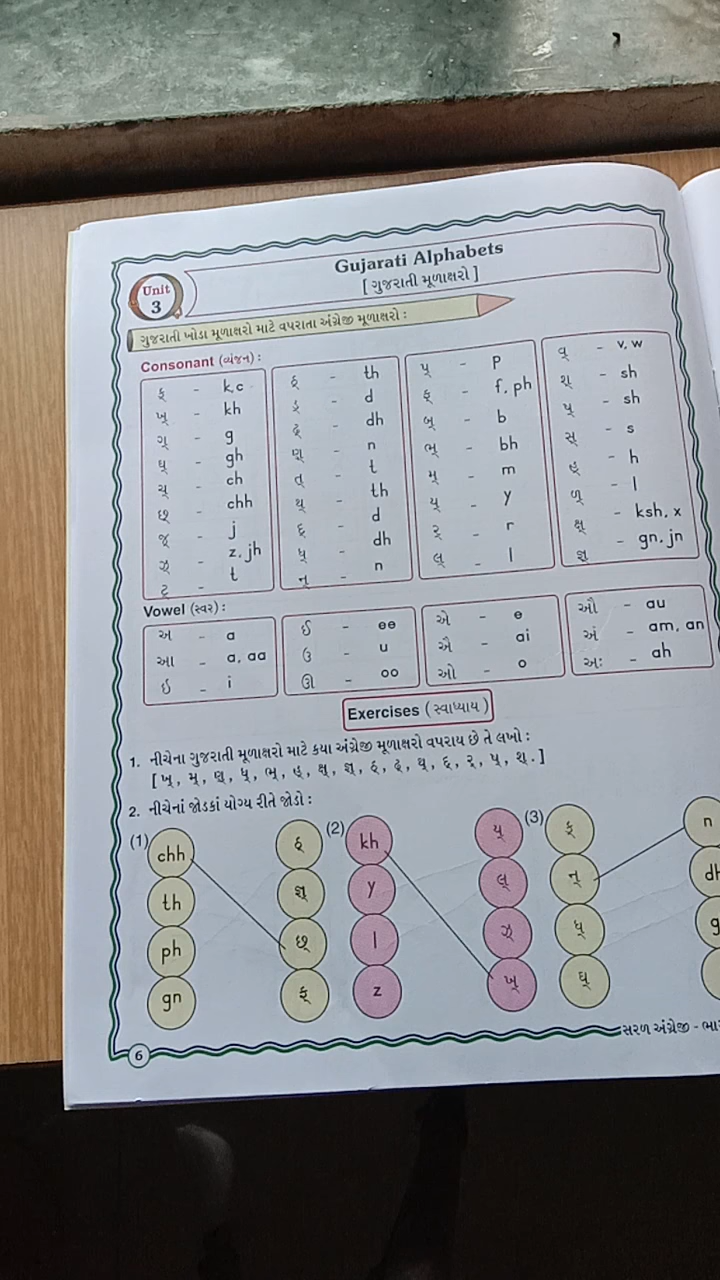 Unit
3
Gujarati Alphabets
[ ગુજરાતી મૂળાક્ષરો ]
ગુજરાતી ખોડા મૂળાક્ષરો માટે વપરાતા અંગ્રેજી મૂળાક્ષરો :
Consonant (વ્યંજન) :
ક્ - k, c
ખ્ - kh
ગ્ - g
ઘ્ - gh
ચ્ - ch
છ્ - chh
જ્ - j
ઝ્ - z, jh
ટ્ - t
ઠ્ - th
ડ્ - d
ઢ્ - dh
ણ્ - n
ત્ - t
થ્ - th
દ્ - d
ધ્ - dh
ન્ - n
પ્ - p
ફ્ - f, ph
બ્ - b
ભ્ - bh
મ્ - m
ય્ - y
ર્ - r
લ્ - l
વ્ - v, w
શ્ - sh
ષ્ - sh
સ્ - s
હ્ - h
ળ્ - l
ક્ષ્ - ksh, x
જ્ઞ્ - gn, jn
Vowel (સ્વર) :
અ - a
આ - a, aa
ઇ - i
ઈ - ee
ઉ - u
ઊ - oo
એ - e
ઐ - ai
ઓ - o
ઔ - au
અં - am, an
અઃ - ah
Exercises (સ્વાધ્યાય)
1. નીચેના ગુજરાતી મૂળાક્ષરો માટે કયા અંગ્રેજી મૂળાક્ષરો વપરાય છે તે લખો :
[ ખ્, મ્, ણ્, ધ્, ભ્, હ્, ક્ષ્, જ્ઞ્, ઠ્, ઢ્, થ્, દ્, ર્, ષ્, શ્. ]
2. નીચેનાં જોડકાં યોગ્ય રીતે જોડો :
(1) chh ઠ્ (2) kh ય્ (3) ક્ n
th જ્ઞ્ y લ્ ન્
ph છ્ l ઝ્ ધ્ g
gn ફ્ z ખ્ ઘ્
6
સરળ અંગ્રેજી -